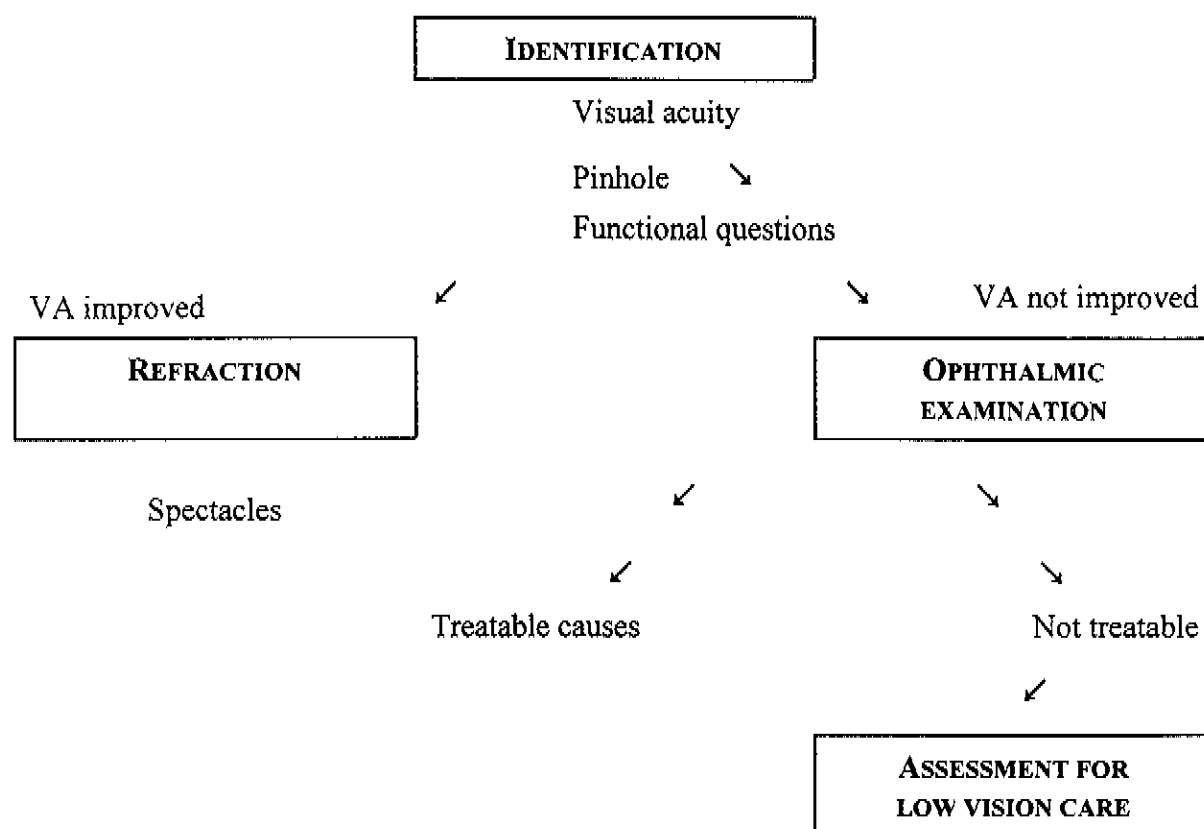 IDENTIFICATION
Visual acuity
Pinhole ↘
Functional questions
↙ ↘
VA improved VA not improved
REFRACTION
OPHTHALMIC
EXAMINATION
Spectacles
↙ ↘
↙ ↘
Treatable causes Not treatable
↙
ASSESSMENT FOR
LOW VISION CARE